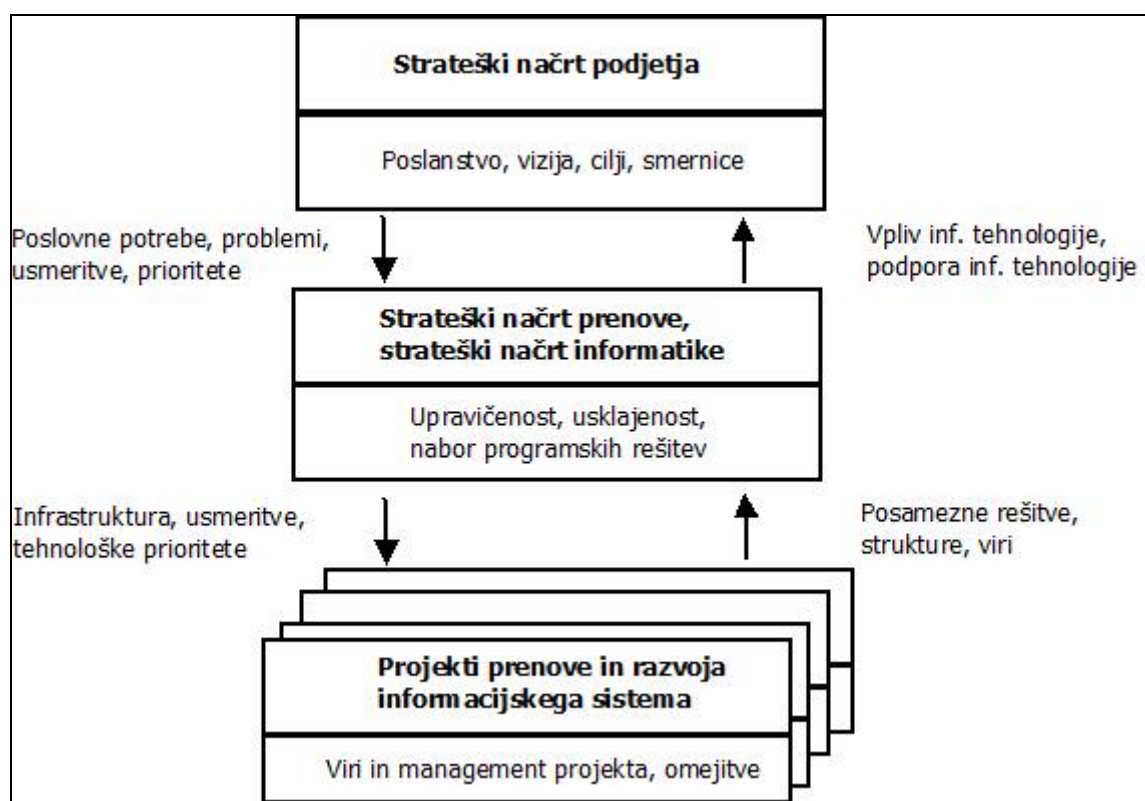 Strateški načrt podjetja
Poslanstvo, vizija, cilji, smernice
Poslovne potrebe, problemi,
usmeritve, prioritete
Vpliv inf. tehnologije,
podpora inf. tehnologije
Strateški načrt prenove,
strateški načrt informatike
Upravičenost, usklajenost,
nabor programskih rešitev
Infrastruktura, usmeritve,
tehnološke prioritete
Posamezne rešitve,
strukture, viri
Projekti prenove in razvoja
informacijskega sistema
Viri in management projekta, omejitve